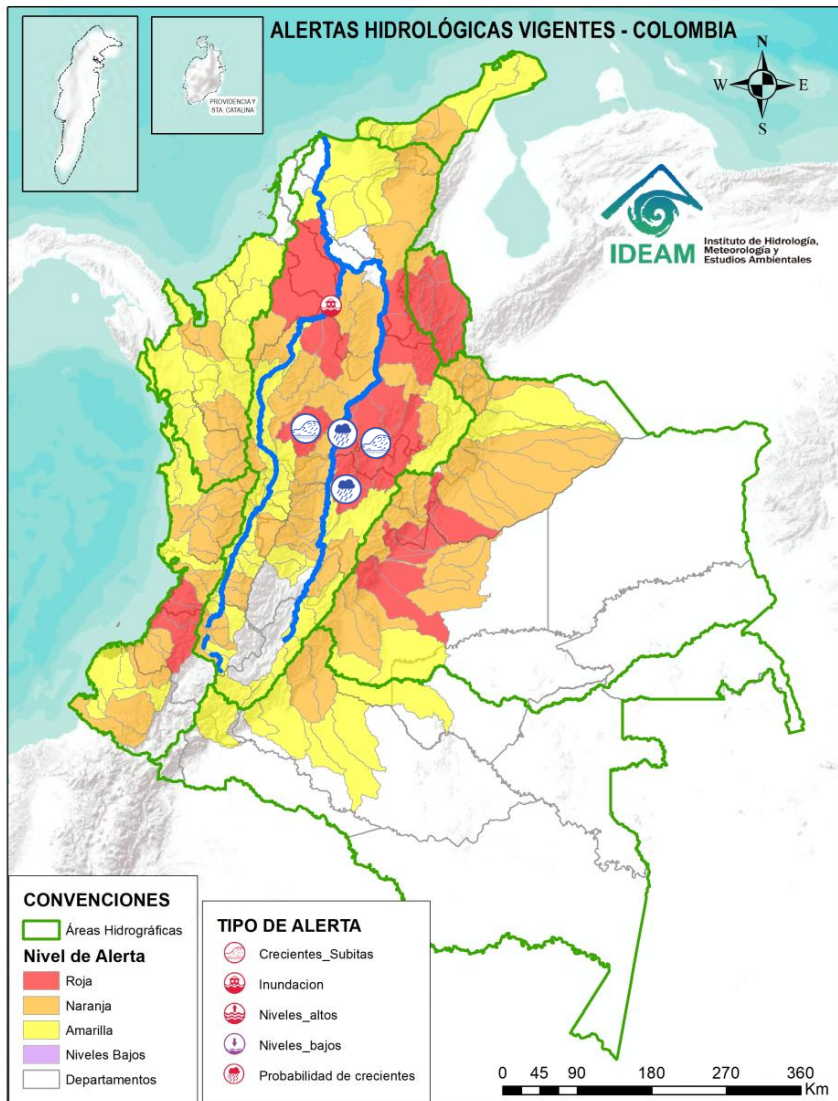 ALERTAS HIDROLÓGICAS VIGENTES - COLOMBIA
PROVIDENCIA Y
STA. CATALINA
N
W
E
S
IDEAM
Instituto de Hidrología,
Meteorología y
Estudios Ambientales
CONVENCIONES
Áreas Hidrográficas
Nivel de Alerta
Roja
Naranja
Amarilla
Niveles Bajos
Departamentos
TIPO DE ALERTA
Crecientes_Subitas
Inundacion
Niveles_altos
Niveles_bajos
Probabilidad de crecientes
0 45 90 180 270 360
Km